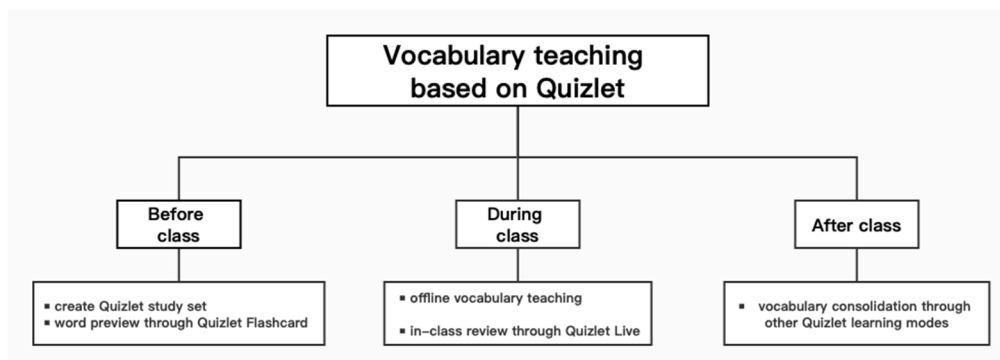 Vocabulary teaching
based on Quizlet
Before
class
During
class
After class
▪ create Quizlet study set
▪ word preview through Quizlet Flashcard
▪ offline vocabulary teaching
▪ in-class review through Quizlet Live
▪ vocabulary consolidation through
other Quizlet learning modes